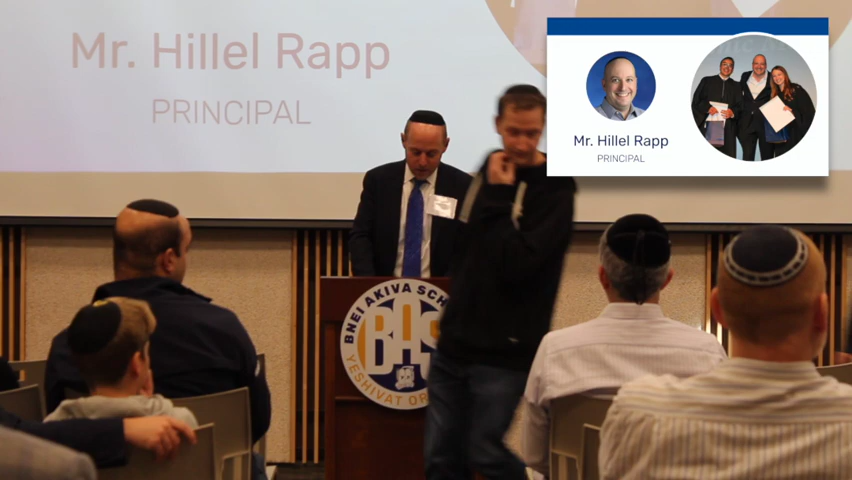 Mr. Hillel Rapp
PRINCIPAL
Mr. Hillel Rapp
PRINCIPAL
BNEI AKIVA SCH
BAS
YESHIVAT OR